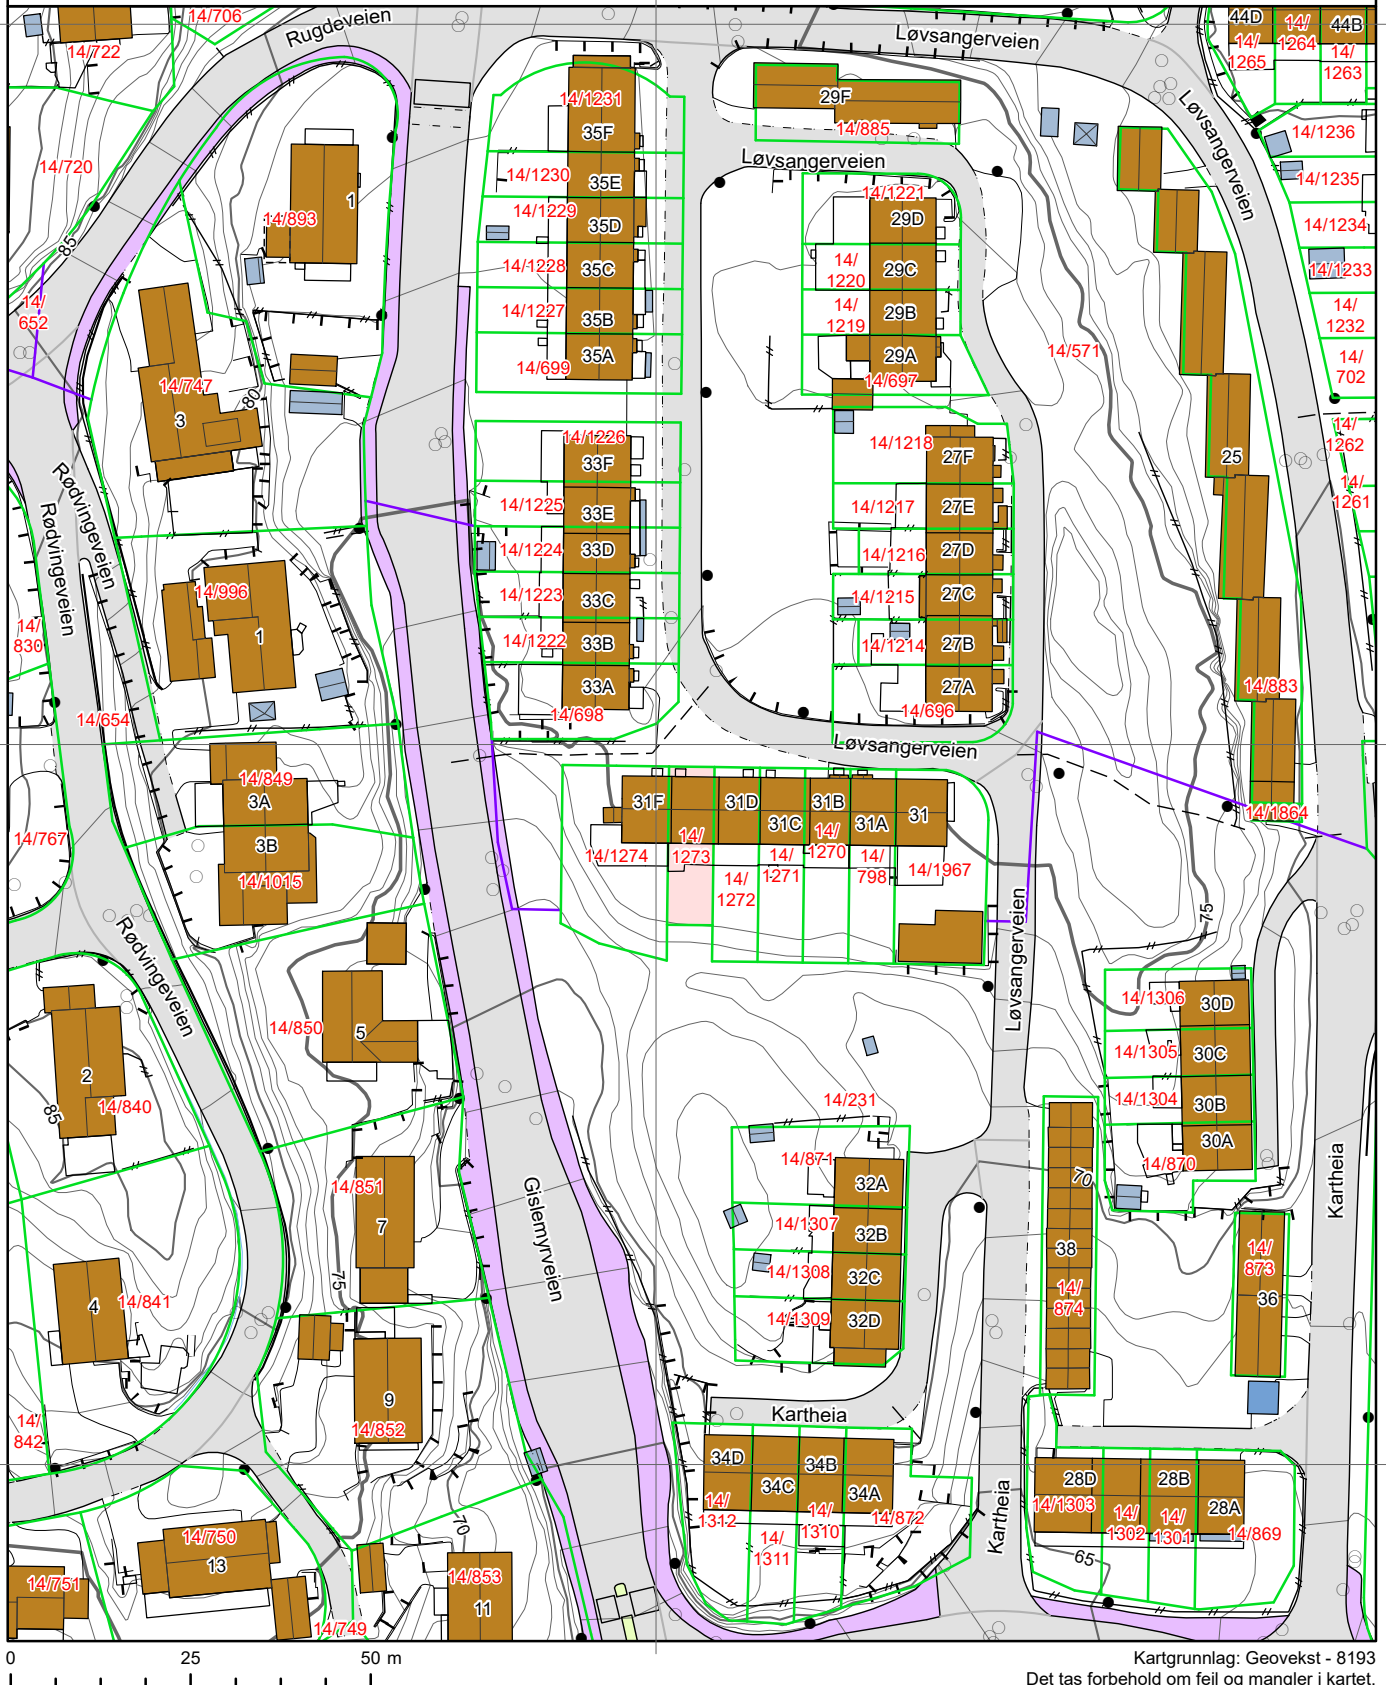 14/706
Rugdeveien
Løvsangerveien
44D
14/
1264
44B
14/722
14/
1265
14/
1263
14/1231
29F
35F
14/885
Løvsangerveien
14/1236
14/720
14/1230
35E
Løvsangerveien
14/1235
14/893
1
14/1229
35D
14/1221
29D
14/1234
85
14/1228
35C
14/
1220
29C
14/1233
14/
652
14/1227
35B
14/
1219
29B
14/
1232
14/699
35A
29A
14/571
14/
702
14/747
3
80
14/697
14/1226
33F
14/1218
27F
25
14/
1262
Rødvingeveien
Rødvingeveien
14/1225
33E
14/1217
27E
14/
1261
14/1224
33D
14/1216
27D
14/996
1
14/1223
33C
14/1215
27C
14/
830
14/1222
33B
14/1214
27B
33A
27A
14/883
14/654
14/698
14/696
Løvsangerveien
14/849
3A
31F
31D
31B
31
31C
31A
14/1864
14/767
3B
14/1274
14/
1273
14/
1271
14/
1270
14/
798
14/1967
14/1015
14/
1272
Løvsangerveien
75
Rødvingeveien
14/850
5
14/1306
30D
14/1305
30C
2
14/840
85
14/231
14/1304
30B
30A
14/871
14/870
14/851
7
32A
70
Kartheia
Gislemyrveien
14/1307
32B
38
14/
873
14/1308
32C
75
4
14/841
14/1309
32D
14/
874
36
9
14/852
Kartheia
14/
842
34D
34B
34C
34A
28D
28B
28A
14/
1312
14/
1310
14/872
Kartheia
14/1303
14/
1302
14/
1301
14/869
70
14/
1311
65
14/750
13
14/751
14/853
11
14/749
0 25 50 m
Kartgrunnlag: Geovekst - 8193
Det tas forbehold om feil og mangler i kartet.